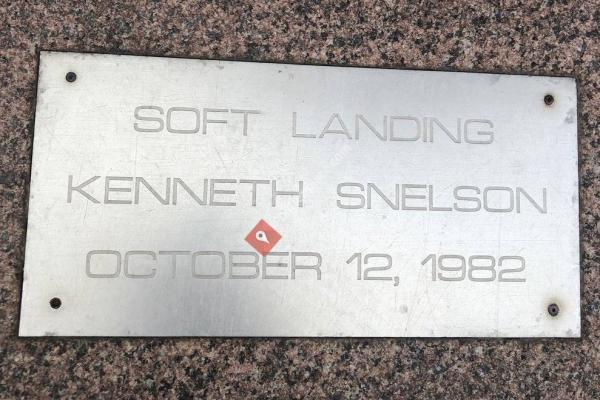 SOFT LANDING
KENNETH SNELSON
OCTOBER 12, 1982